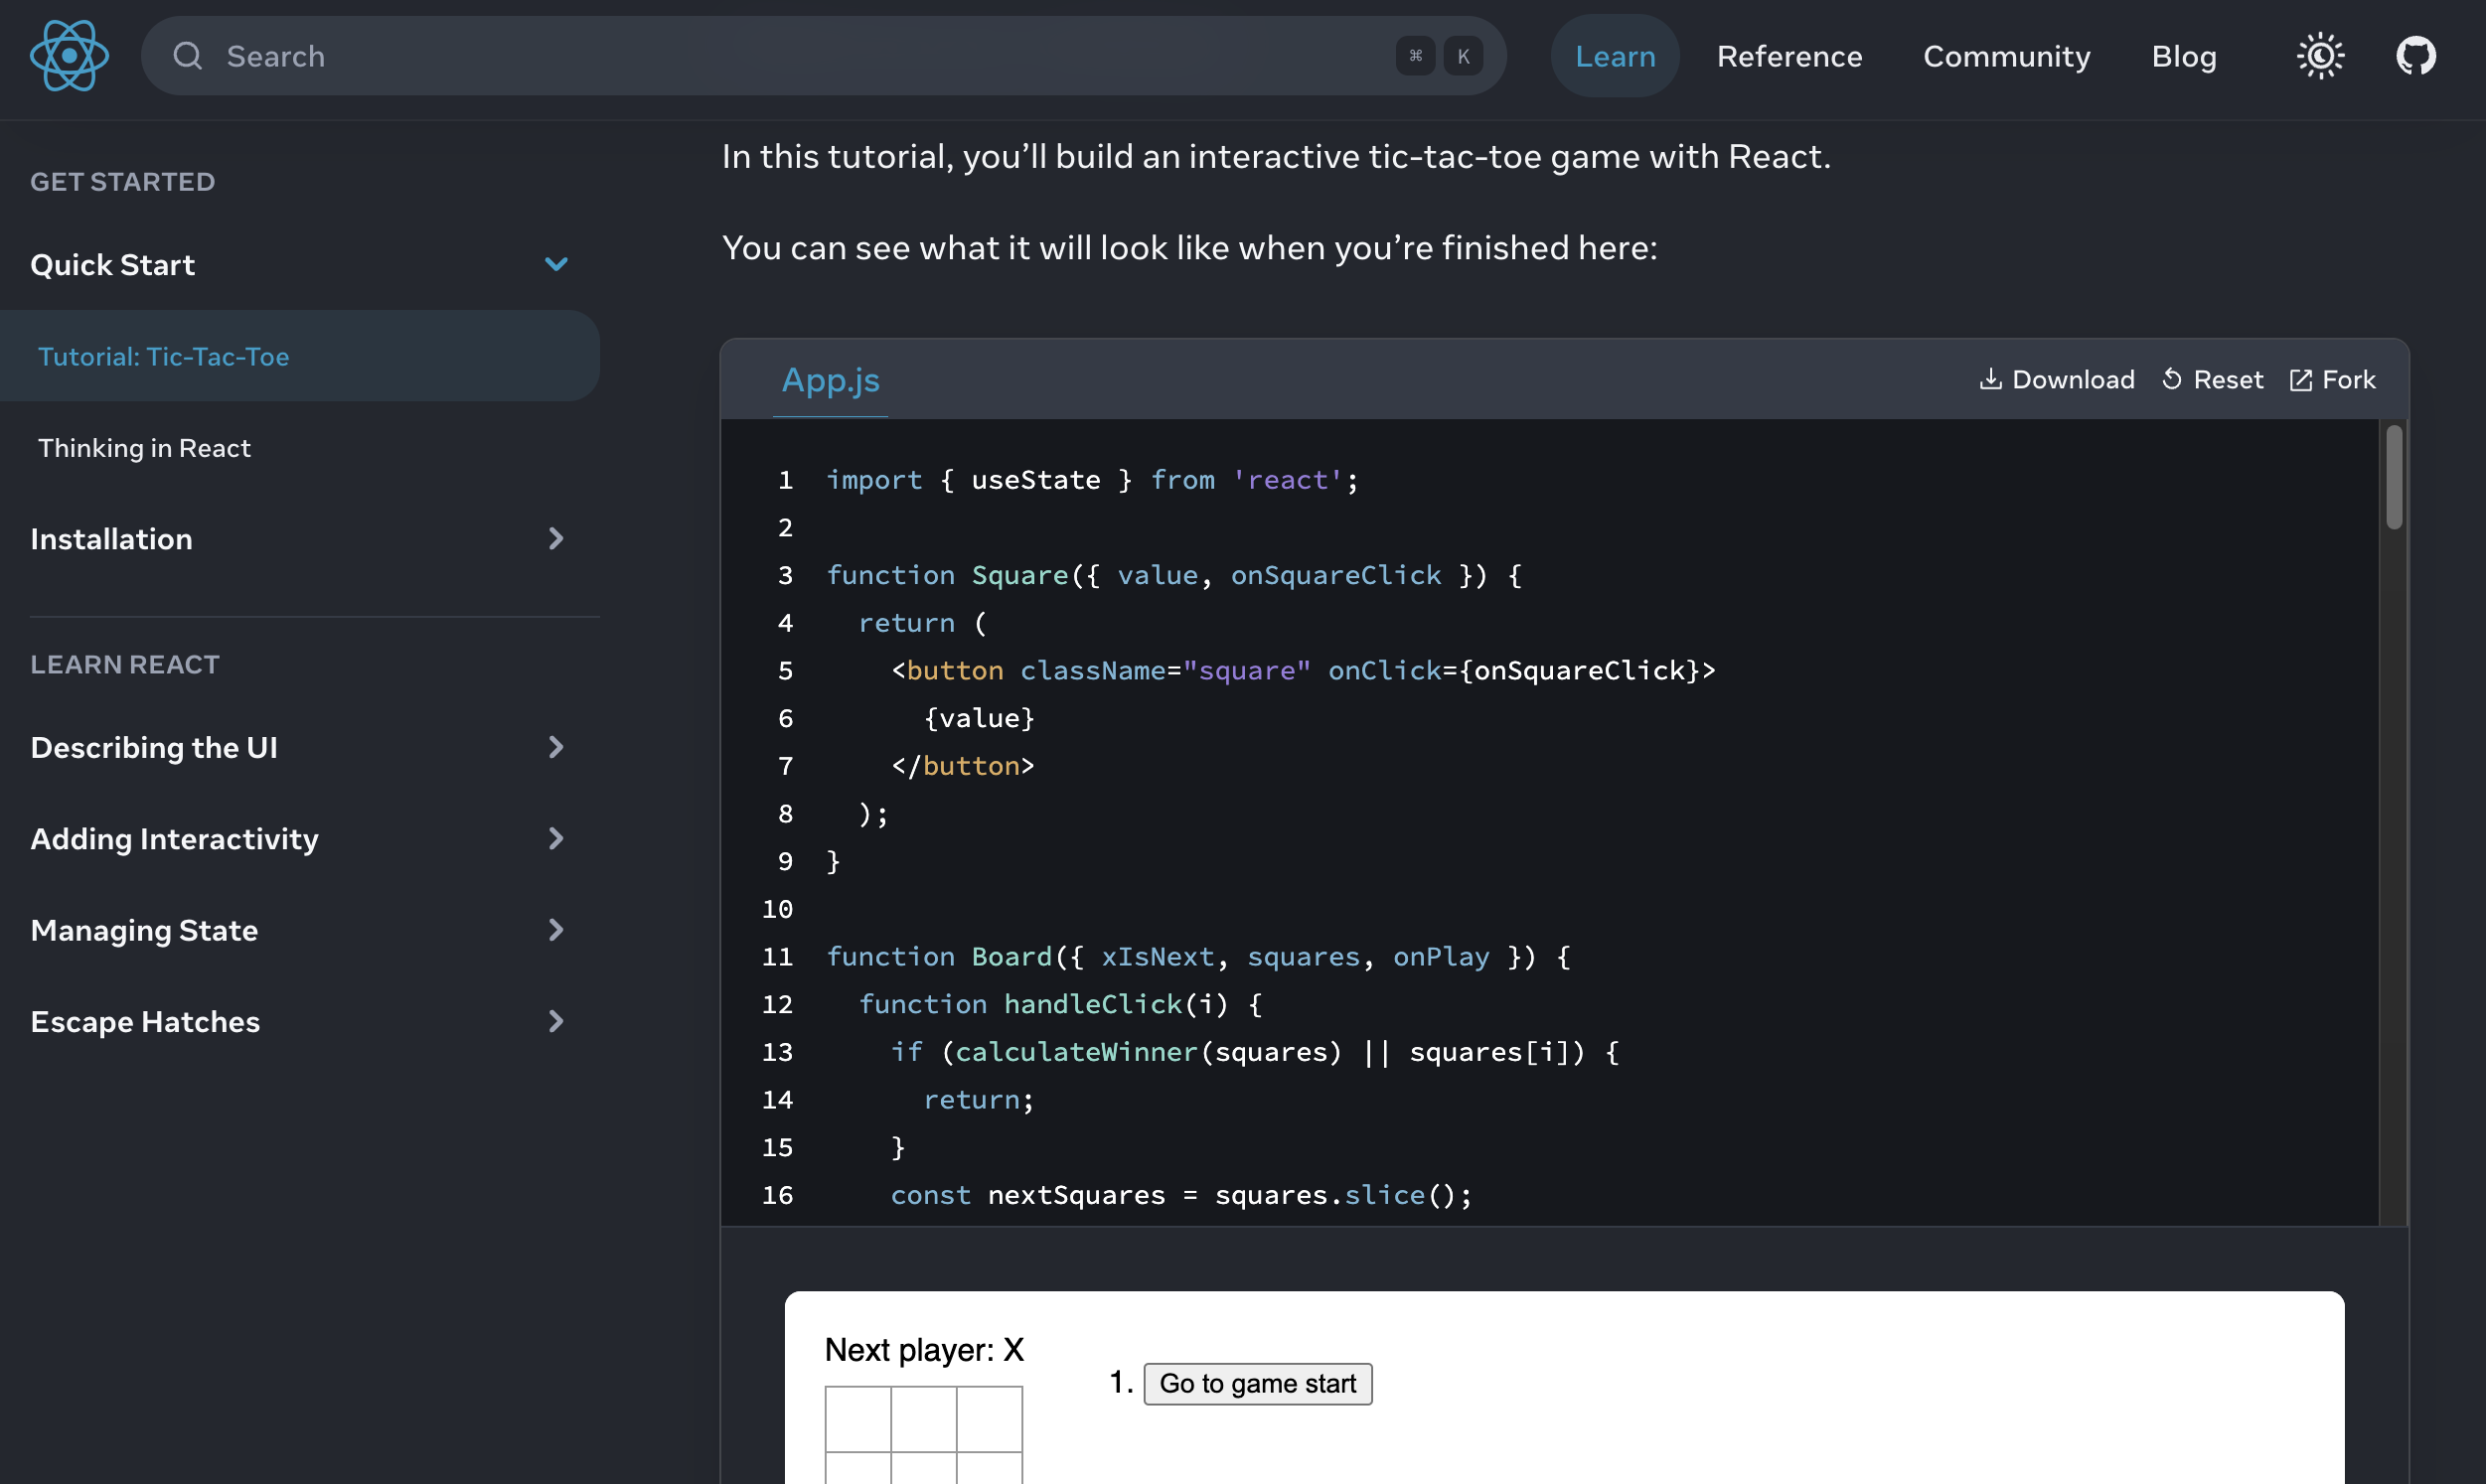 Search
⌘ K
Learn
Reference
Community
Blog
GET STARTED
Quick Start
Tutorial: Tic-Tac-Toe
Thinking in React
Installation
LEARN REACT
Describing the UI
Adding Interactivity
Managing State
Escape Hatches
In this tutorial, you’ll build an interactive tic-tac-toe game with React.
You can see what it will look like when you’re finished here:
App.js
Download
Reset
Fork
1 import { useState } from 'react';
2
3 function Square({ value, onSquareClick }) {
4   return (
5     <button className="square" onClick={onSquareClick}>
6       {value}
7     </button>
8   );
9 }
10
11 function Board({ xIsNext, squares, onPlay }) {
12   function handleClick(i) {
13     if (calculateWinner(squares) || squares[i]) {
14       return;
15     }
16     const nextSquares = squares.slice();
Next player: X
1. Go to game start